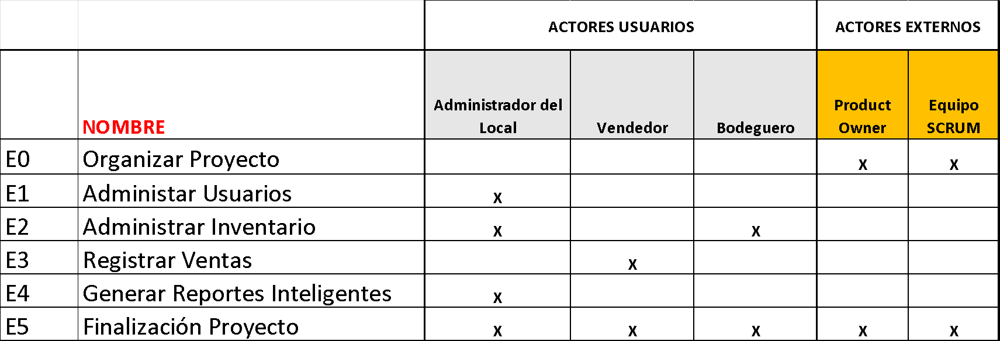 ACTORES USUARIOS ACTORES EXTERNOS
NOMBRE Administrador del Local Vendedor Bodeguero Product Owner Equipo SCRUM
E0 Organizar Proyecto x x
E1 Administar Usuarios x
E2 Administrar Inventario x x
E3 Registrar Ventas x
E4 Generar Reportes Inteligentes x
E5 Finalización Proyecto x x x x x